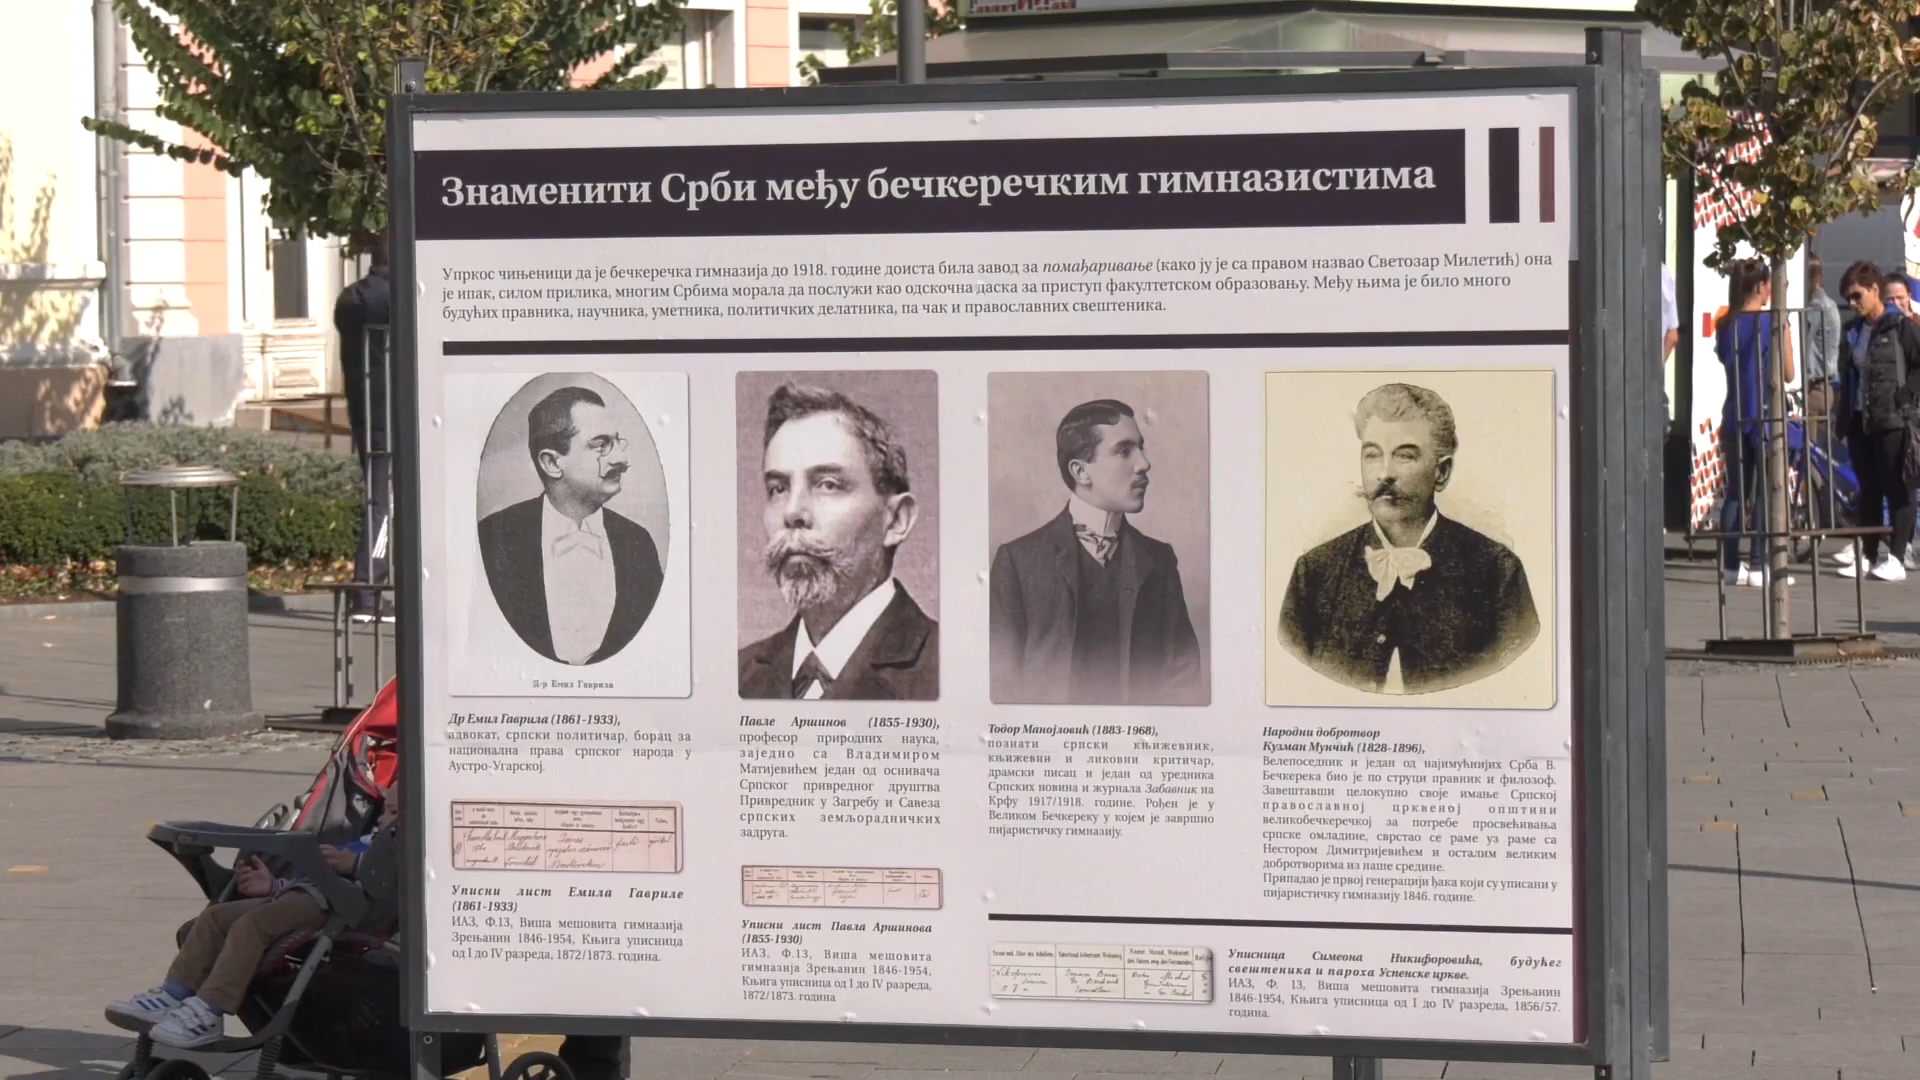 Знаменити Срби међу бечкеречким гимназистима
Упркос чињеници да је бечкеречка гимназија до 1918. године доиста била завод за помађаривање (како ју је са правом назвао Светозар Милетић) она
је ипак, силом прилика, многим Србима морала да послужи као одскочна даска за приступ факултетском образовању. Међу њима је било много
будућих правника, научника, уметника, политичких делатника, па чак и православних свештеника.
Д-р Емил Гаврила
Др Емил Гаврила (1861-1933),
адвокат, српски политичар, борац за
национална права српског народа у
Аустро-Угарској.
Уписни лист Емила Гавриле
(1861-1933)
ИАЗ, Ф.13, Виша мешовита гимназија
Зрењанин 1846-1954, Књига уписница
од I до IV разреда, 1872/1873. година.
Павле Аршинов (1855-1930),
професор природних наука,
заједно са Владимиром
Матијевићем један од оснивача
Српског привредног друштва
Привредник у Загребу и Савеза
српских земљорадничких
задруга.
Уписни лист Павла Аршинова
(1855-1930)
ИАЗ, Ф.13, Виша мешовита
гимназија Зрењанин 1846-1954,
Књига уписница од I до IV разреда,
1872/1873. година
Тодор Манојловић (1883-1968),
познати српски књижевник,
књижевни и ликовни критичар,
драмски писац и један од уредника
Српских новина и журнала Забавник на
Крфу 1917/1918. године. Рођен је у
Великом Бечкереку у којем је завршио
пијаристичку гимназију.
Народни добротвор
Кузман Мунчић (1828-1896),
Велепоседник и један од најимућнијих Срба В.
Бечкерека био је по струци правник и филозоф.
Завештавши целокупно своје имање Српској
православној црквеној општини
великобечкеречкој за потребе просвећивања
српске омладине, сврстао се раме уз раме са
Нестором Димитријевићем и осталим великим
добротворима из наше средине.
Припадао је првој генерацији ђака који су уписани у
пијаристичку гимназију 1846. године.
Уписница Симеона Никифоровића, будућег
свештеника и пароха Успенске цркве.
ИАЗ, Ф. 13, Виша мешовита гимназија Зрењанин
1846-1954, Књига уписница од I до IV разреда, 1856/57.
година.